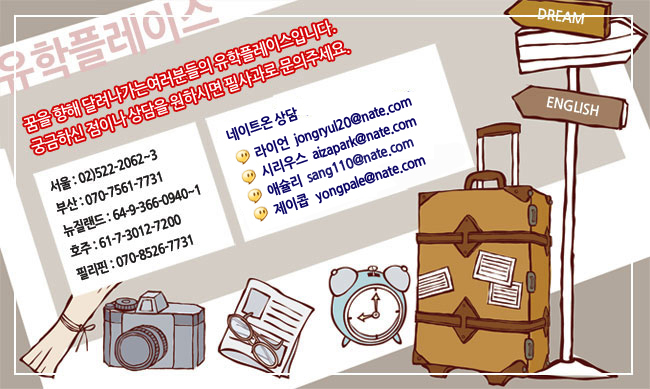 유학플레이스
꿈을 향해 달려나가는여러분들의 유학플레이스입니다.
궁금하신 점이나 상담을 원하시면 필사과로 문의주세요.
서울 : 02)522-2062~3
부산 : 070-7561-7731
뉴질랜드 : 64-9-366-0940~1
호주 : 61-7-3012-7200
필리핀 : 070-8526-7731
네이트온 상담
라이언 jongryul20@nate.com
시리우스 aizapark@nate.com
애슐리 sang110@nate.com
제이콥 yongpale@nate.com
DREAM
ENGLISH